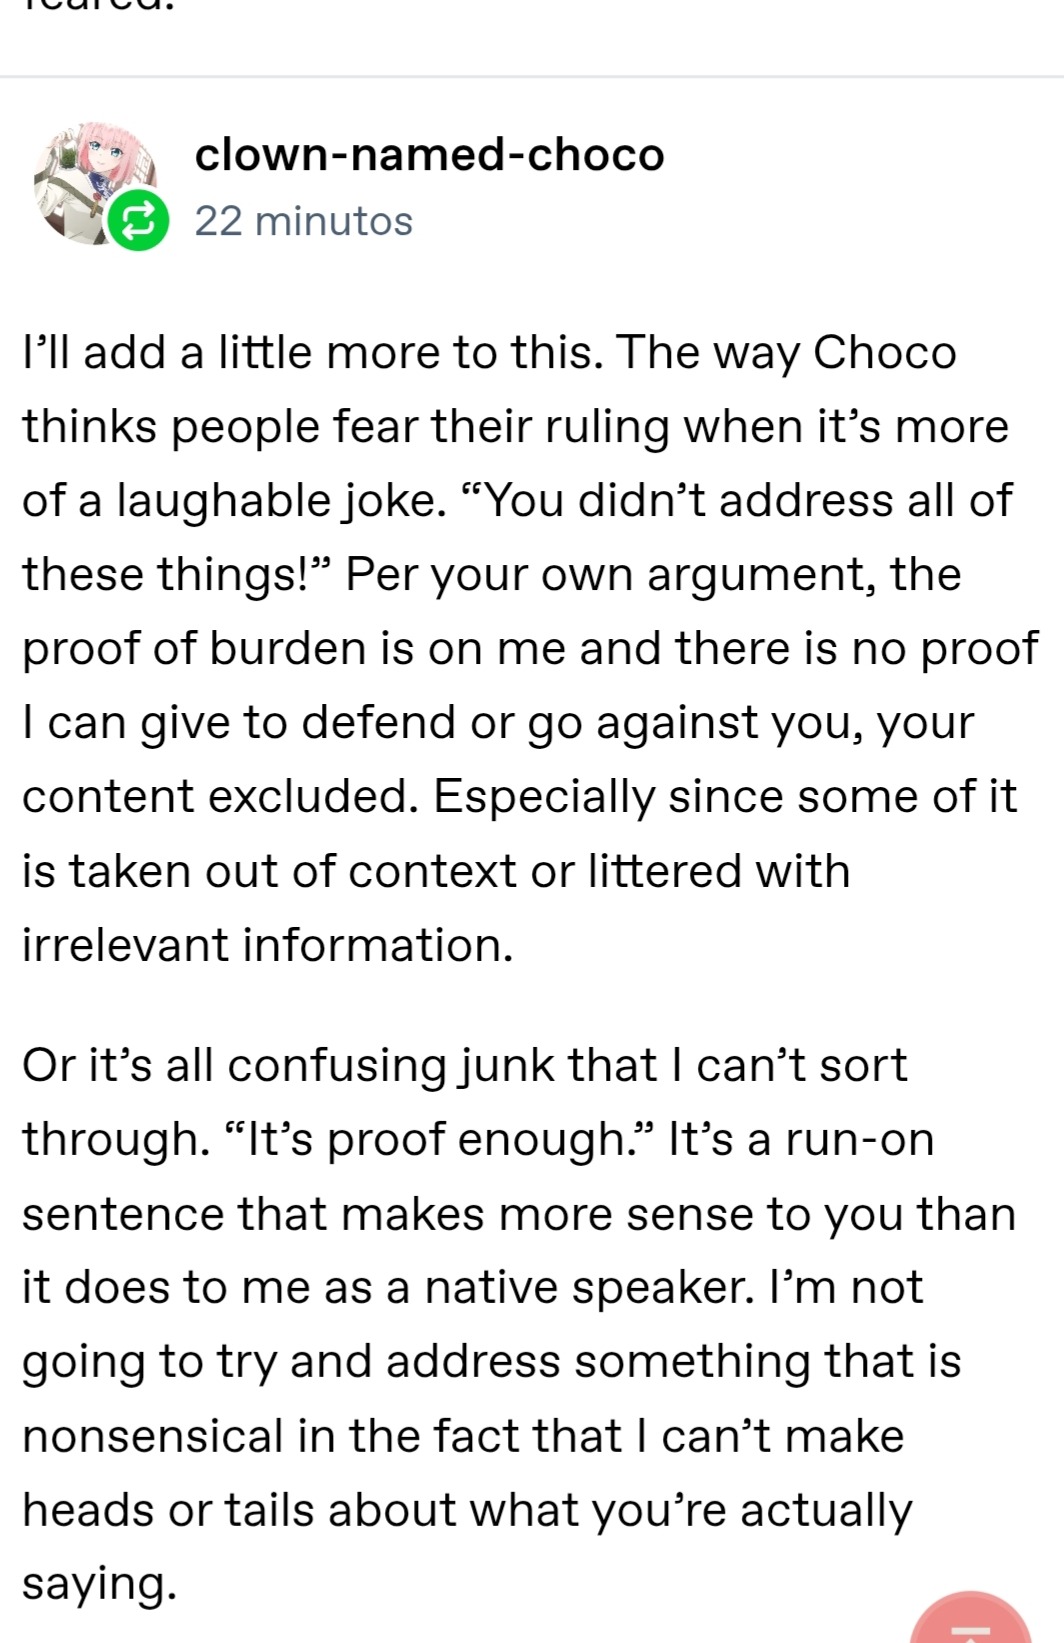 feared.
clown-named-choco
22 minutos
I’ll add a little more to this. The way Choco
thinks people fear their ruling when it’s more
of a laughable joke. “You didn’t address all of
these things!” Per your own argument, the
proof of burden is on me and there is no proof
I can give to defend or go against you, your
content excluded. Especially since some of it
is taken out of context or littered with
irrelevant information.
Or it’s all confusing junk that I can’t sort
through. “It’s proof enough.” It’s a run-on
sentence that makes more sense to you than
it does to me as a native speaker. I’m not
going to try and address something that is
nonsensical in the fact that I can’t make
heads or tails about what you’re actually
saying.